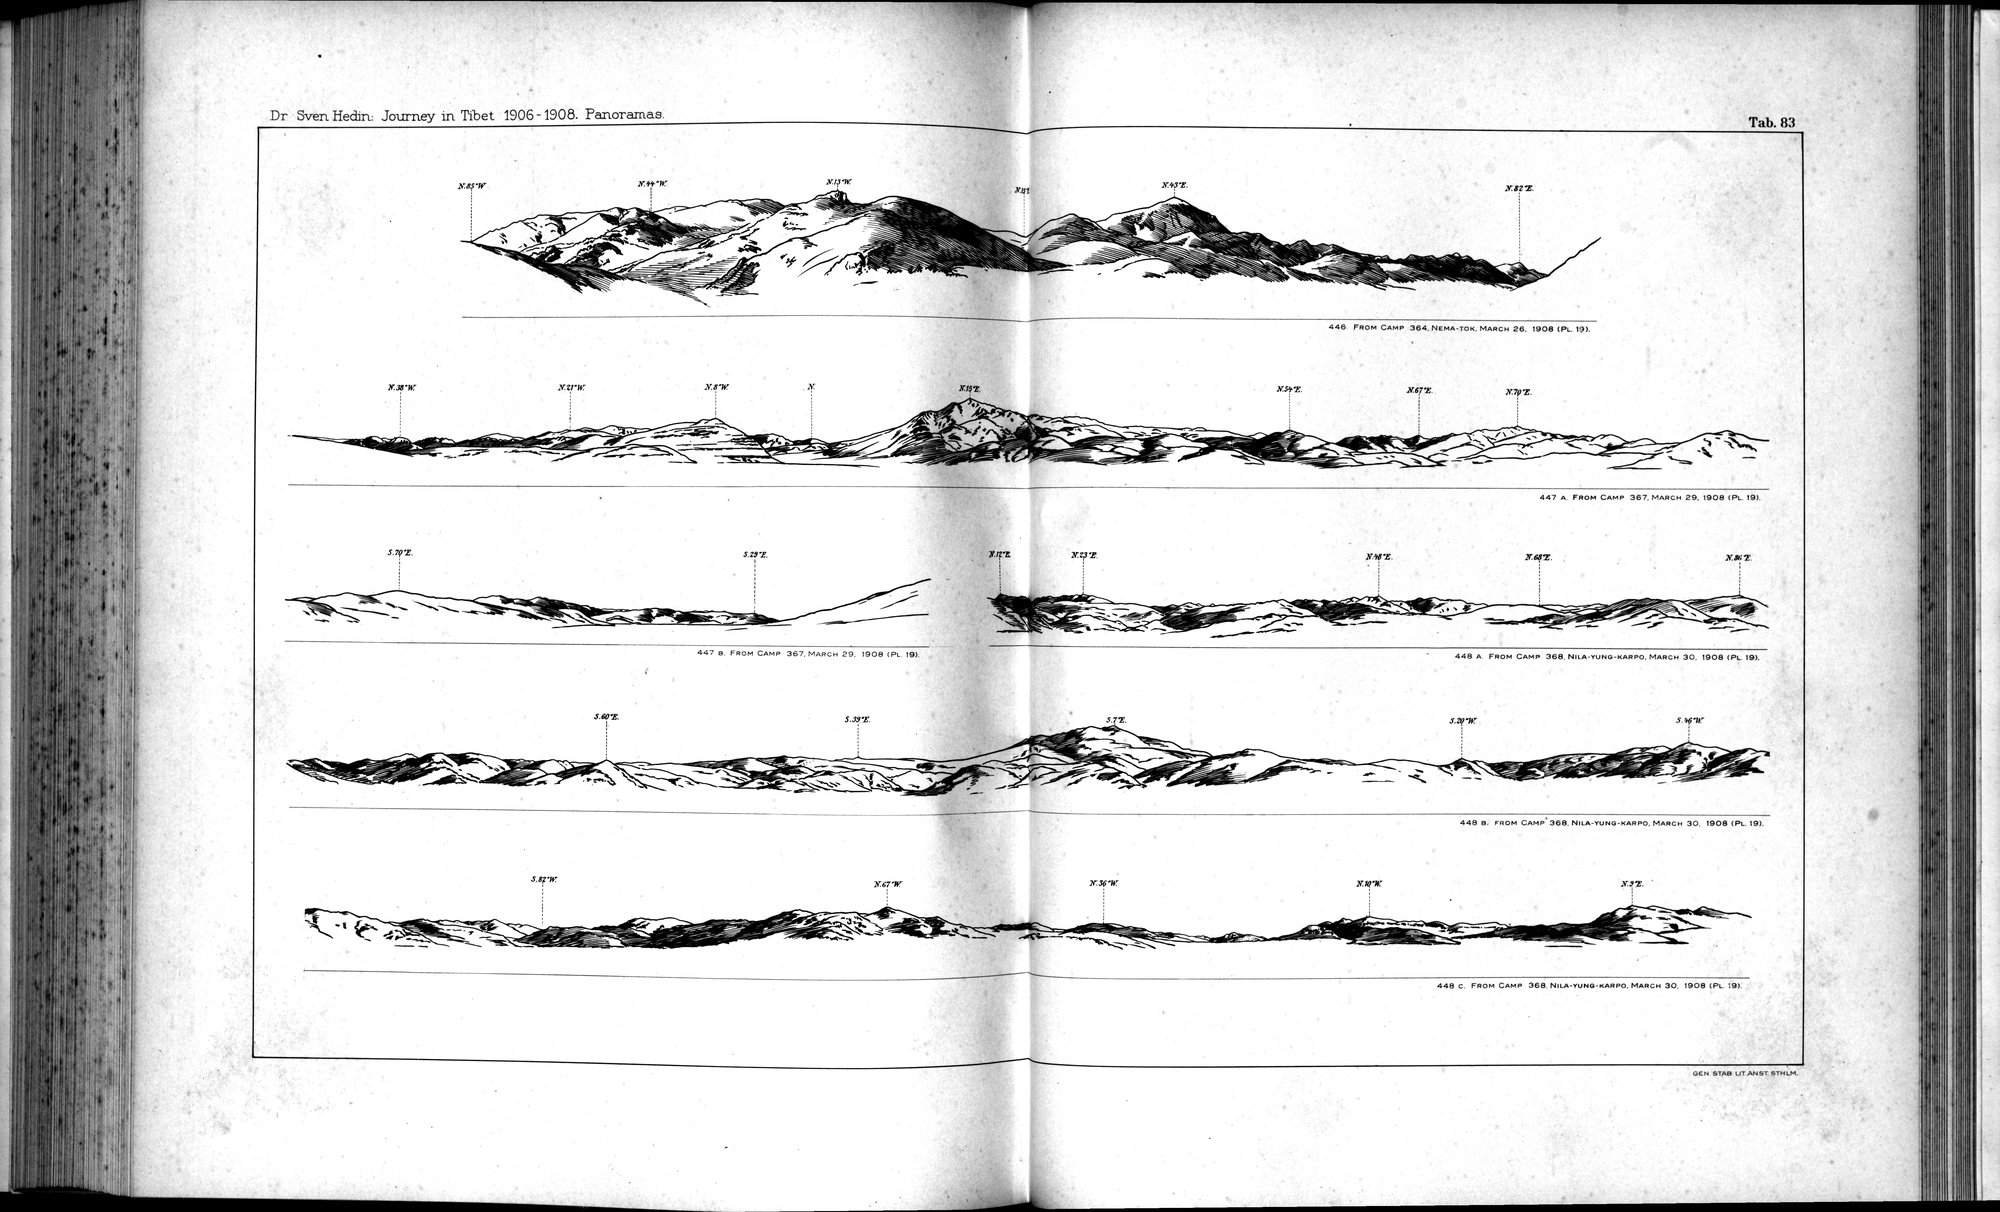 Dr Sven Hedin: Journey in Tibet 1906-1908. Panoramas.
Tab. 83
N.85°W N.44°W. N.13°W. N.43°E. N.82°E.
446. FROM CAMP 364, NEMA-TOK, MARCH 26, 1908 (PL. 19).
N.38°W. N.21°W. N.8°W. N. N.15°E. N.54°E. N.67°E. N.70°E.
447 A. FROM CAMP 367, MARCH 29, 1908 (PL. 19).
S.70°E. S.29°E.
447 B. FROM CAMP 367, MARCH 29, 1908 (PL. 19).
N.12°E. N.23°E. N.48°E. N.68°E. N.86°E.
448 A. FROM CAMP 368, NILA-YUNG-KARPO, MARCH 30, 1908 (PL. 19).
S.60°E. S.39°E. S.7°E. S.20°W. S.46°W.
448 B. FROM CAMP 368, NILA-YUNG-KARPO, MARCH 30, 1908 (PL. 19).
S.82°W. N.67°W. N.36°W. N.10°W. N.9°E.
448 C. FROM CAMP 368, NILA-YUNG-KARPO, MARCH 30, 1908 (PL. 19).
GEN. STAB. LIT. ANST. STHLM.